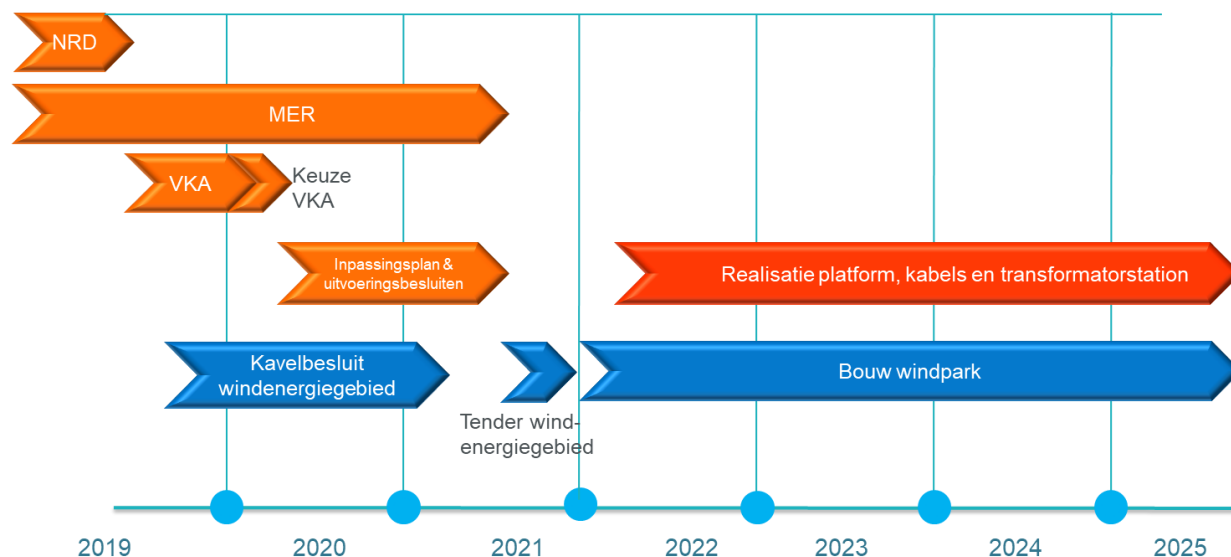 NRD
MER
VKA
Keuze
VKA
Inpassingsplan &
uitvoeringsbesluiten
Realisatie platform, kabels en transformatorstation
Kavelbesluit
windenergiegebied
Bouw windpark
Tender wind-
energiegebied
2019
2020
2021
2022
2023
2024
2025